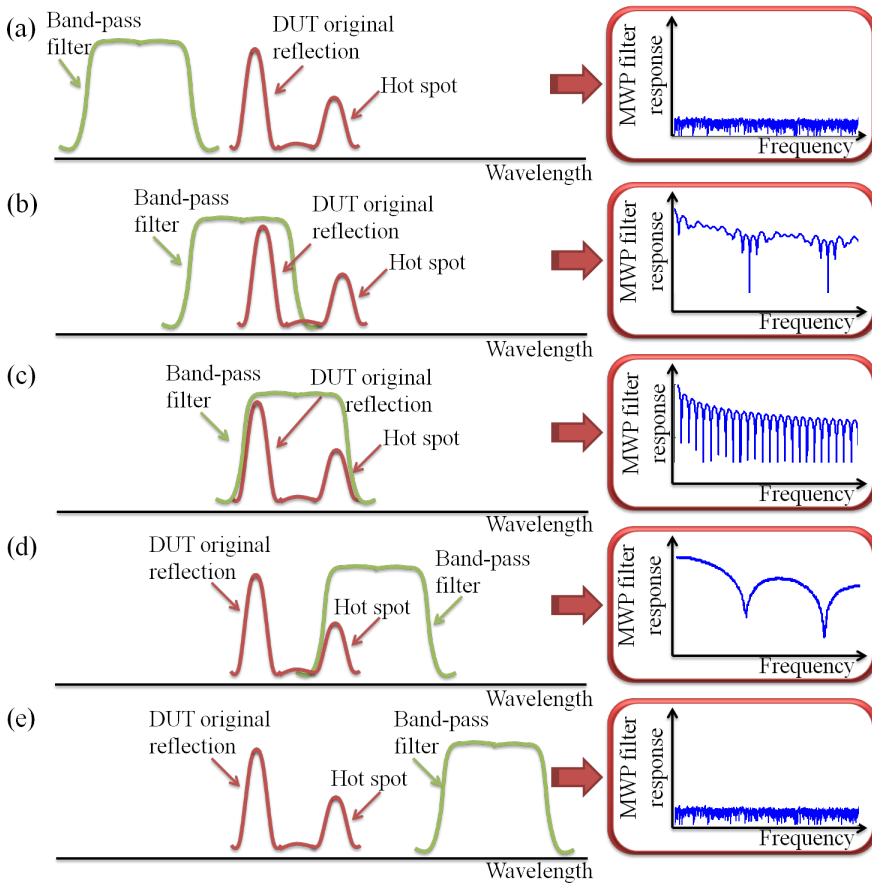 (a)
Band-pass
filter
DUT original
reflection
Hot spot
Wavelength
MWP filter
response
Frequency
(b)
Band-pass
filter
DUT original
reflection
Hot spot
Wavelength
MWP filter
response
Frequency
(c)
Band-pass
filter
DUT original
reflection
Hot spot
Wavelength
MWP filter
response
Frequency
(d)
DUT original
reflection
Hot spot
Band-pass
filter
Wavelength
MWP filter
response
Frequency
(e)
DUT original
reflection
Hot spot
Band-pass
filter
Wavelength
MWP filter
response
Frequency